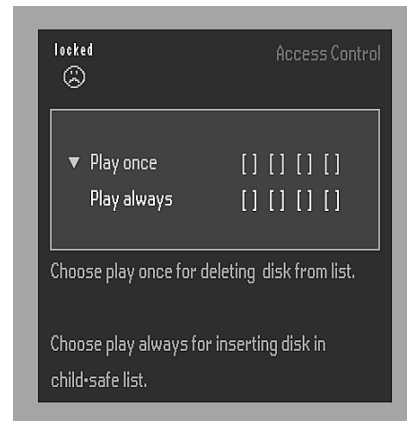 locked
Access Control
▼ Play once [ ] [ ] [ ] [ ]
Play always [ ] [ ] [ ] [ ]
Choose play once for deleting disk from list.
Choose play always for inserting disk in
child-safe list.